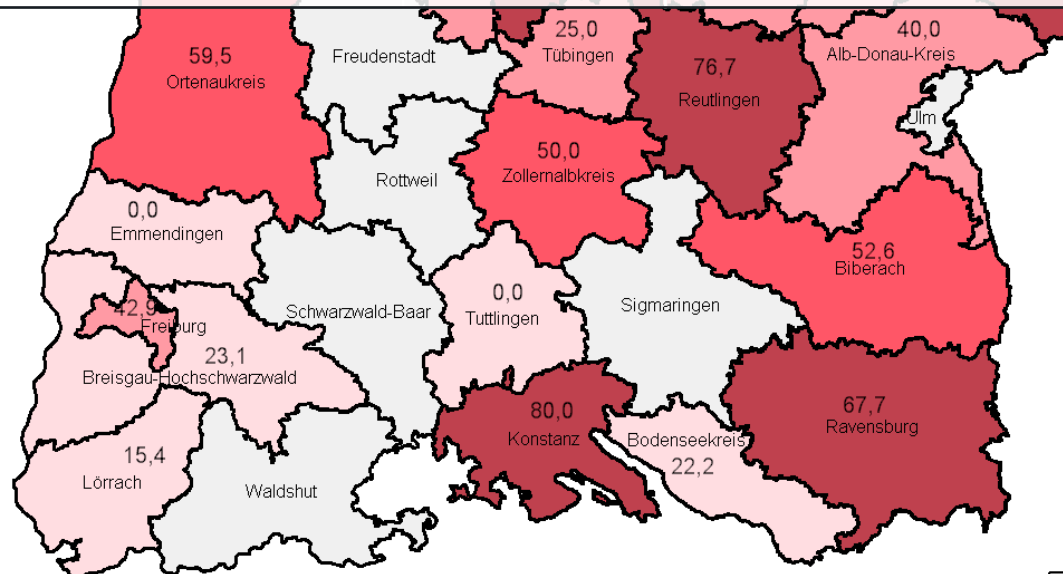 59,5
Ortenaukreis
Freudenstadt
25,0
Tübingen
76,7
Reutlingen
40,0
Alb-Donau-Kreis
Ulm
Rottweil
50,0
Zollernalbkreis
0,0
Emmendingen
52,6
Biberach
42,9
Freiburg
Schwarzwald-Baar
0,0
Tuttlingen
Sigmaringen
23,1
Breisgau-Hochschwarzwald
80,0
Konstanz
67,7
Ravensburg
Bodenseekreis
22,2
15,4
Lörrach
Waldshut